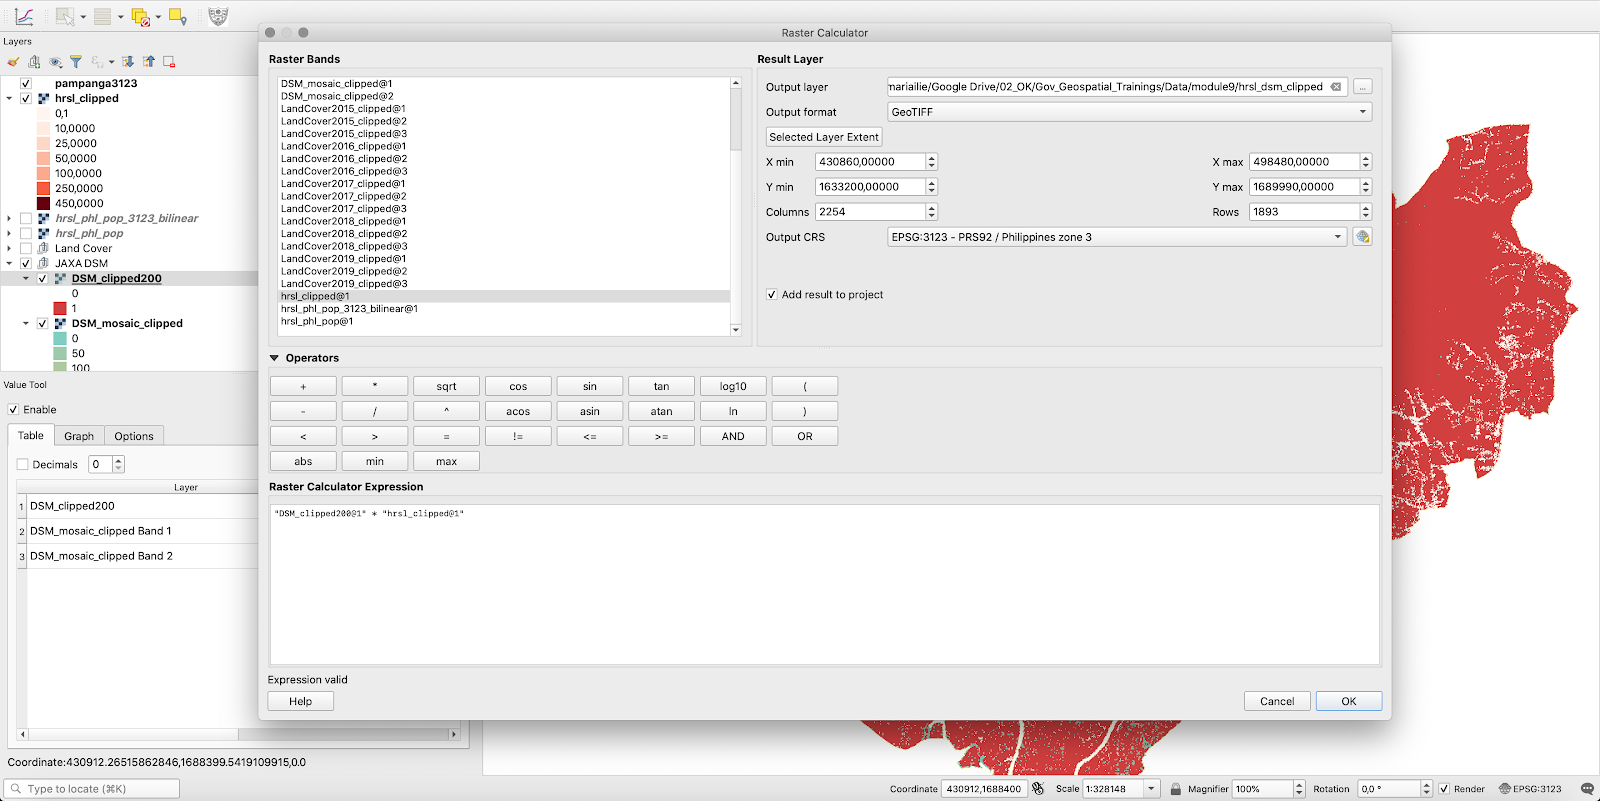 Raster Calculator
Layers
pampanga3123
hrsl_clipped
0,1
10,0000
25,0000
50,0000
100,0000
250,0000
450,0000
hrsl_phl_pop_3123_bilinear
hrsl_phl_pop
Land Cover
JAXA DSM
DSM_clipped200
0
1
DSM_mosaic_clipped
0
50
100
Value Tool
Enable
Table
Graph
Options
Decimals
0
Layer
1 DSM_clipped200
2 DSM_mosaic_clipped Band 1
3 DSM_mosaic_clipped Band 2
Coordinate:430912.26515862846,1688399.5419109915,0.0
Type to locate (⌘K)
Raster Bands
DSM_mosaic_clipped@1
DSM_mosaic_clipped@2
LandCover2015_clipped@1
LandCover2015_clipped@2
LandCover2015_clipped@3
LandCover2016_clipped@1
LandCover2016_clipped@2
LandCover2016_clipped@3
LandCover2017_clipped@1
LandCover2017_clipped@2
LandCover2017_clipped@3
LandCover2018_clipped@1
LandCover2018_clipped@2
LandCover2018_clipped@3
LandCover2019_clipped@1
LandCover2019_clipped@2
LandCover2019_clipped@3
hrsl_clipped@1
hrsl_phl_pop_3123_bilinear@1
hrsl_phl_pop@1
Result Layer
Output layer
mariailie/Google Drive/02_OK/Gov_Geospatial_Trainings/Data/module9/hrsl_dsm_clipped
...
Output format
GeoTIFF
Selected Layer Extent
X min 430860,00000 X max 498480,00000
Y min 1633200,00000 Y max 1689990,00000
Columns 2254 Rows 1893
Output CRS EPSG:3123 - PRS92 / Philippines zone 3
Add result to project
Operators
+ * sqrt cos sin tan log10 (
- / ^ acos asin atan ln )
< > = != <= >= AND OR
abs min max
Raster Calculator Expression
"DSM_clipped200@1" * "hrsl_clipped@1"
Expression valid
Help
Cancel
OK
Coordinate 430912,1688400 Scale 1:328148 Magnifier 100% Rotation 0,0 ° Render EPSG:3123